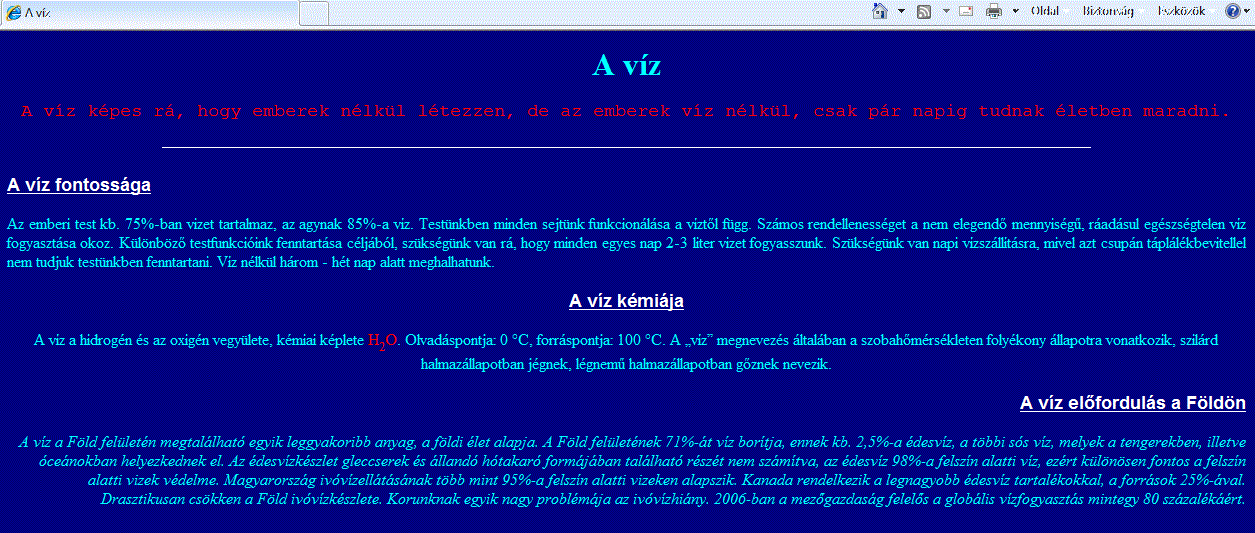 A víz
Oldal Biztonság Eszközök
A víz
A víz képes rá, hogy emberek nélkül létezzen, de az emberek víz nélkül, csak pár napig tudnak életben maradni.
A víz fontossága
Az emberi test kb. 75%-ban vizet tartalmaz, az agynak 85%-a víz. Testünkben minden sejtünk funkcionálása a víztől függ. Számos rendellenességet a nem elegendő mennyiségű, ráadásul egészségtelen víz
fogyasztása okoz. Különböző testfunkcióink fenntartása céljából, szükségünk van rá, hogy minden egyes nap 2-3 liter vizet fogyasszunk. Szükségünk van napi vízszállításra, mivel azt csupán táplálékbevitellel
nem tudjuk testünkben fenntartani. Víz nélkül három - hét nap alatt meghalhatunk.
A víz kémiája
A víz a hidrogén és az oxigén vegyülete, kémiai képlete H2O. Olvadáspontja: 0 °C, forráspontja: 100 °C. A „víz” megnevezés általában a szobahőmérsékleten folyékony állapotra vonatkozik, szilárd
halmazállapotban jégnek, légnemű halmazállapotban gőznek nevezik.
A víz előfordulás a Földön
A víz a Föld felületén megtalálható egyik leggyakoribb anyag, a földi élet alapja. A Föld felületének 71%-át víz borítja, ennek kb. 2,5%-a édesvíz, a többi sós víz, melyek a tengerekben, illetve
óceánokban helyezkednek el. Az édesvízkészlet gleccserek és állandó hótakaró formájában található részét nem számítva, az édesvíz 98%-a felszín alatti víz, ezért különösen fontos a felszín
alatti vizek védelme. Magyarország ivóvízellátásának több mint 95%-a felszín alatti vizeken alapszik. Kanada rendelkezik a legnagyobb édesvíz tartalékokkal, a források 25%-ával.
Drasztikusan csökken a Föld ivóvízkészlete. Korunknak egyik nagy problémája az ivóvízhiány. 2006-ban a mezőgazdaság felelős a globális vízfogyasztás mintegy 80 százalékáért.